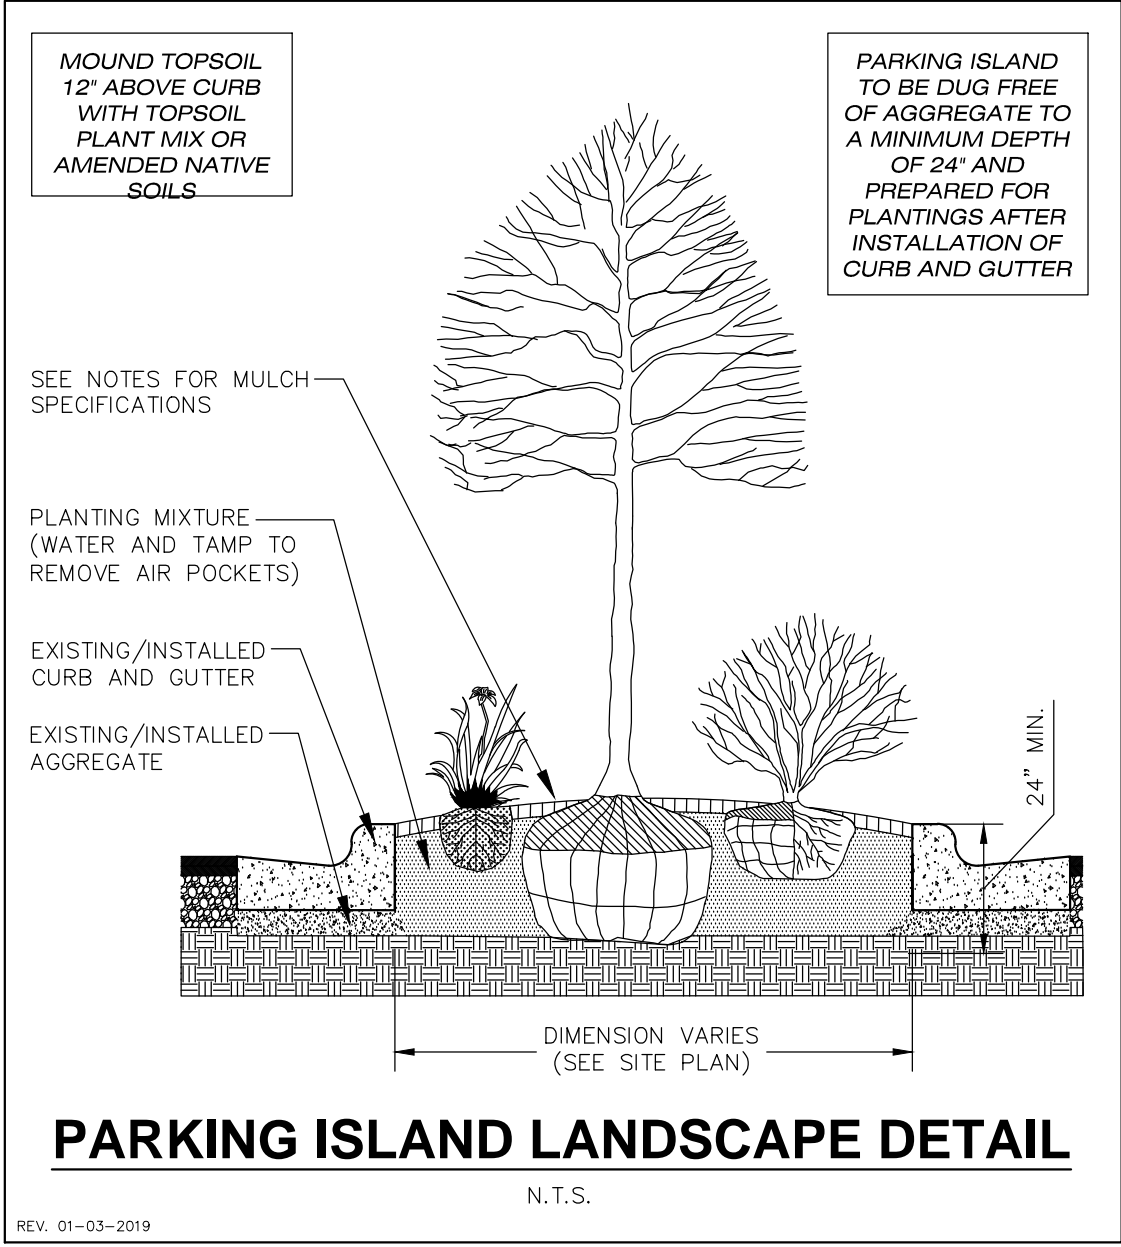 MOUND TOPSOIL
12" ABOVE CURB
WITH TOPSOIL
PLANT MIX OR
AMENDED NATIVE
SOILS
PARKING ISLAND
TO BE DUG FREE
OF AGGREGATE TO
A MINIMUM DEPTH
OF 24" AND
PREPARED FOR
PLANTINGS AFTER
INSTALLATION OF
CURB AND GUTTER
SEE NOTES FOR MULCH
SPECIFICATIONS
PLANTING MIXTURE
(WATER AND TAMP TO
REMOVE AIR POCKETS)
EXISTING/INSTALLED
CURB AND GUTTER
EXISTING/INSTALLED
AGGREGATE
24” MIN.
DIMENSION VARIES
(SEE SITE PLAN)
PARKING ISLAND LANDSCAPE DETAIL
N.T.S.
REV. 01-03-2019